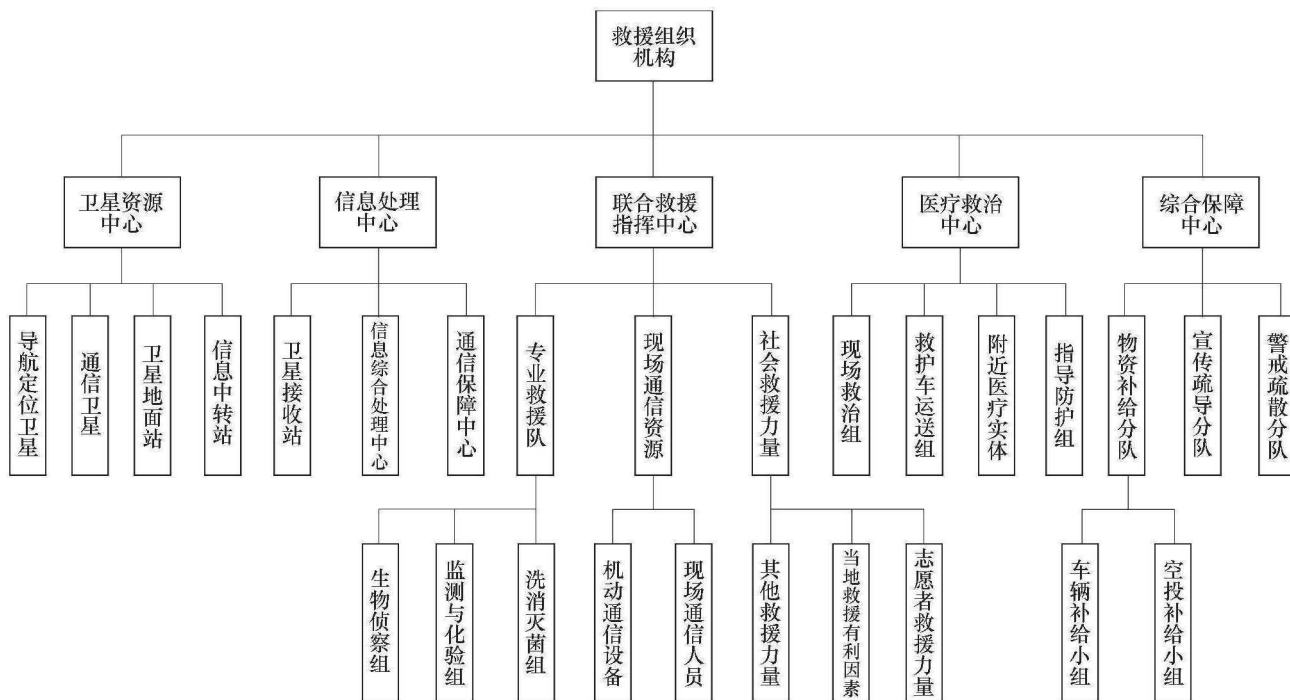 救援组织
机构
卫星资源
中心
信息处理
中心
联合救援
指挥中心
医疗救治
中心
综合保障
中心
导航定位卫星
通信卫星
卫星地面站
信息中转站
卫星接收站
信息综合处理中心
通信保障中心
专业救援队
现场通信资源
社会救援力量
现场救治组
救护车运送组
附近医疗实体
指导防护组
物资补给分队
宣传疏导分队
警戒疏散分队
生物侦察组
监测与化验组
洗消灭菌组
机动通信设备
现场通信人员
其他救援力量
当地救援有利因素
志愿者救援力量
车辆补给小组
空投补给小组